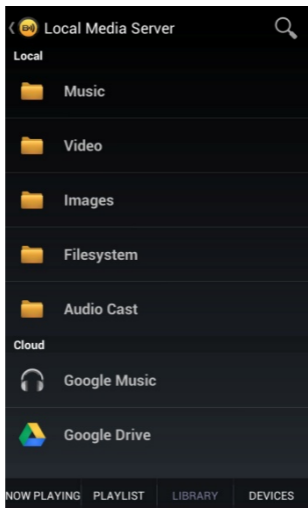 Local Media Server
Local
Music
Video
Images
Filesystem
Audio Cast
Cloud
Google Music
Google Drive
NOW PLAYING PLAYLIST LIBRARY DEVICES